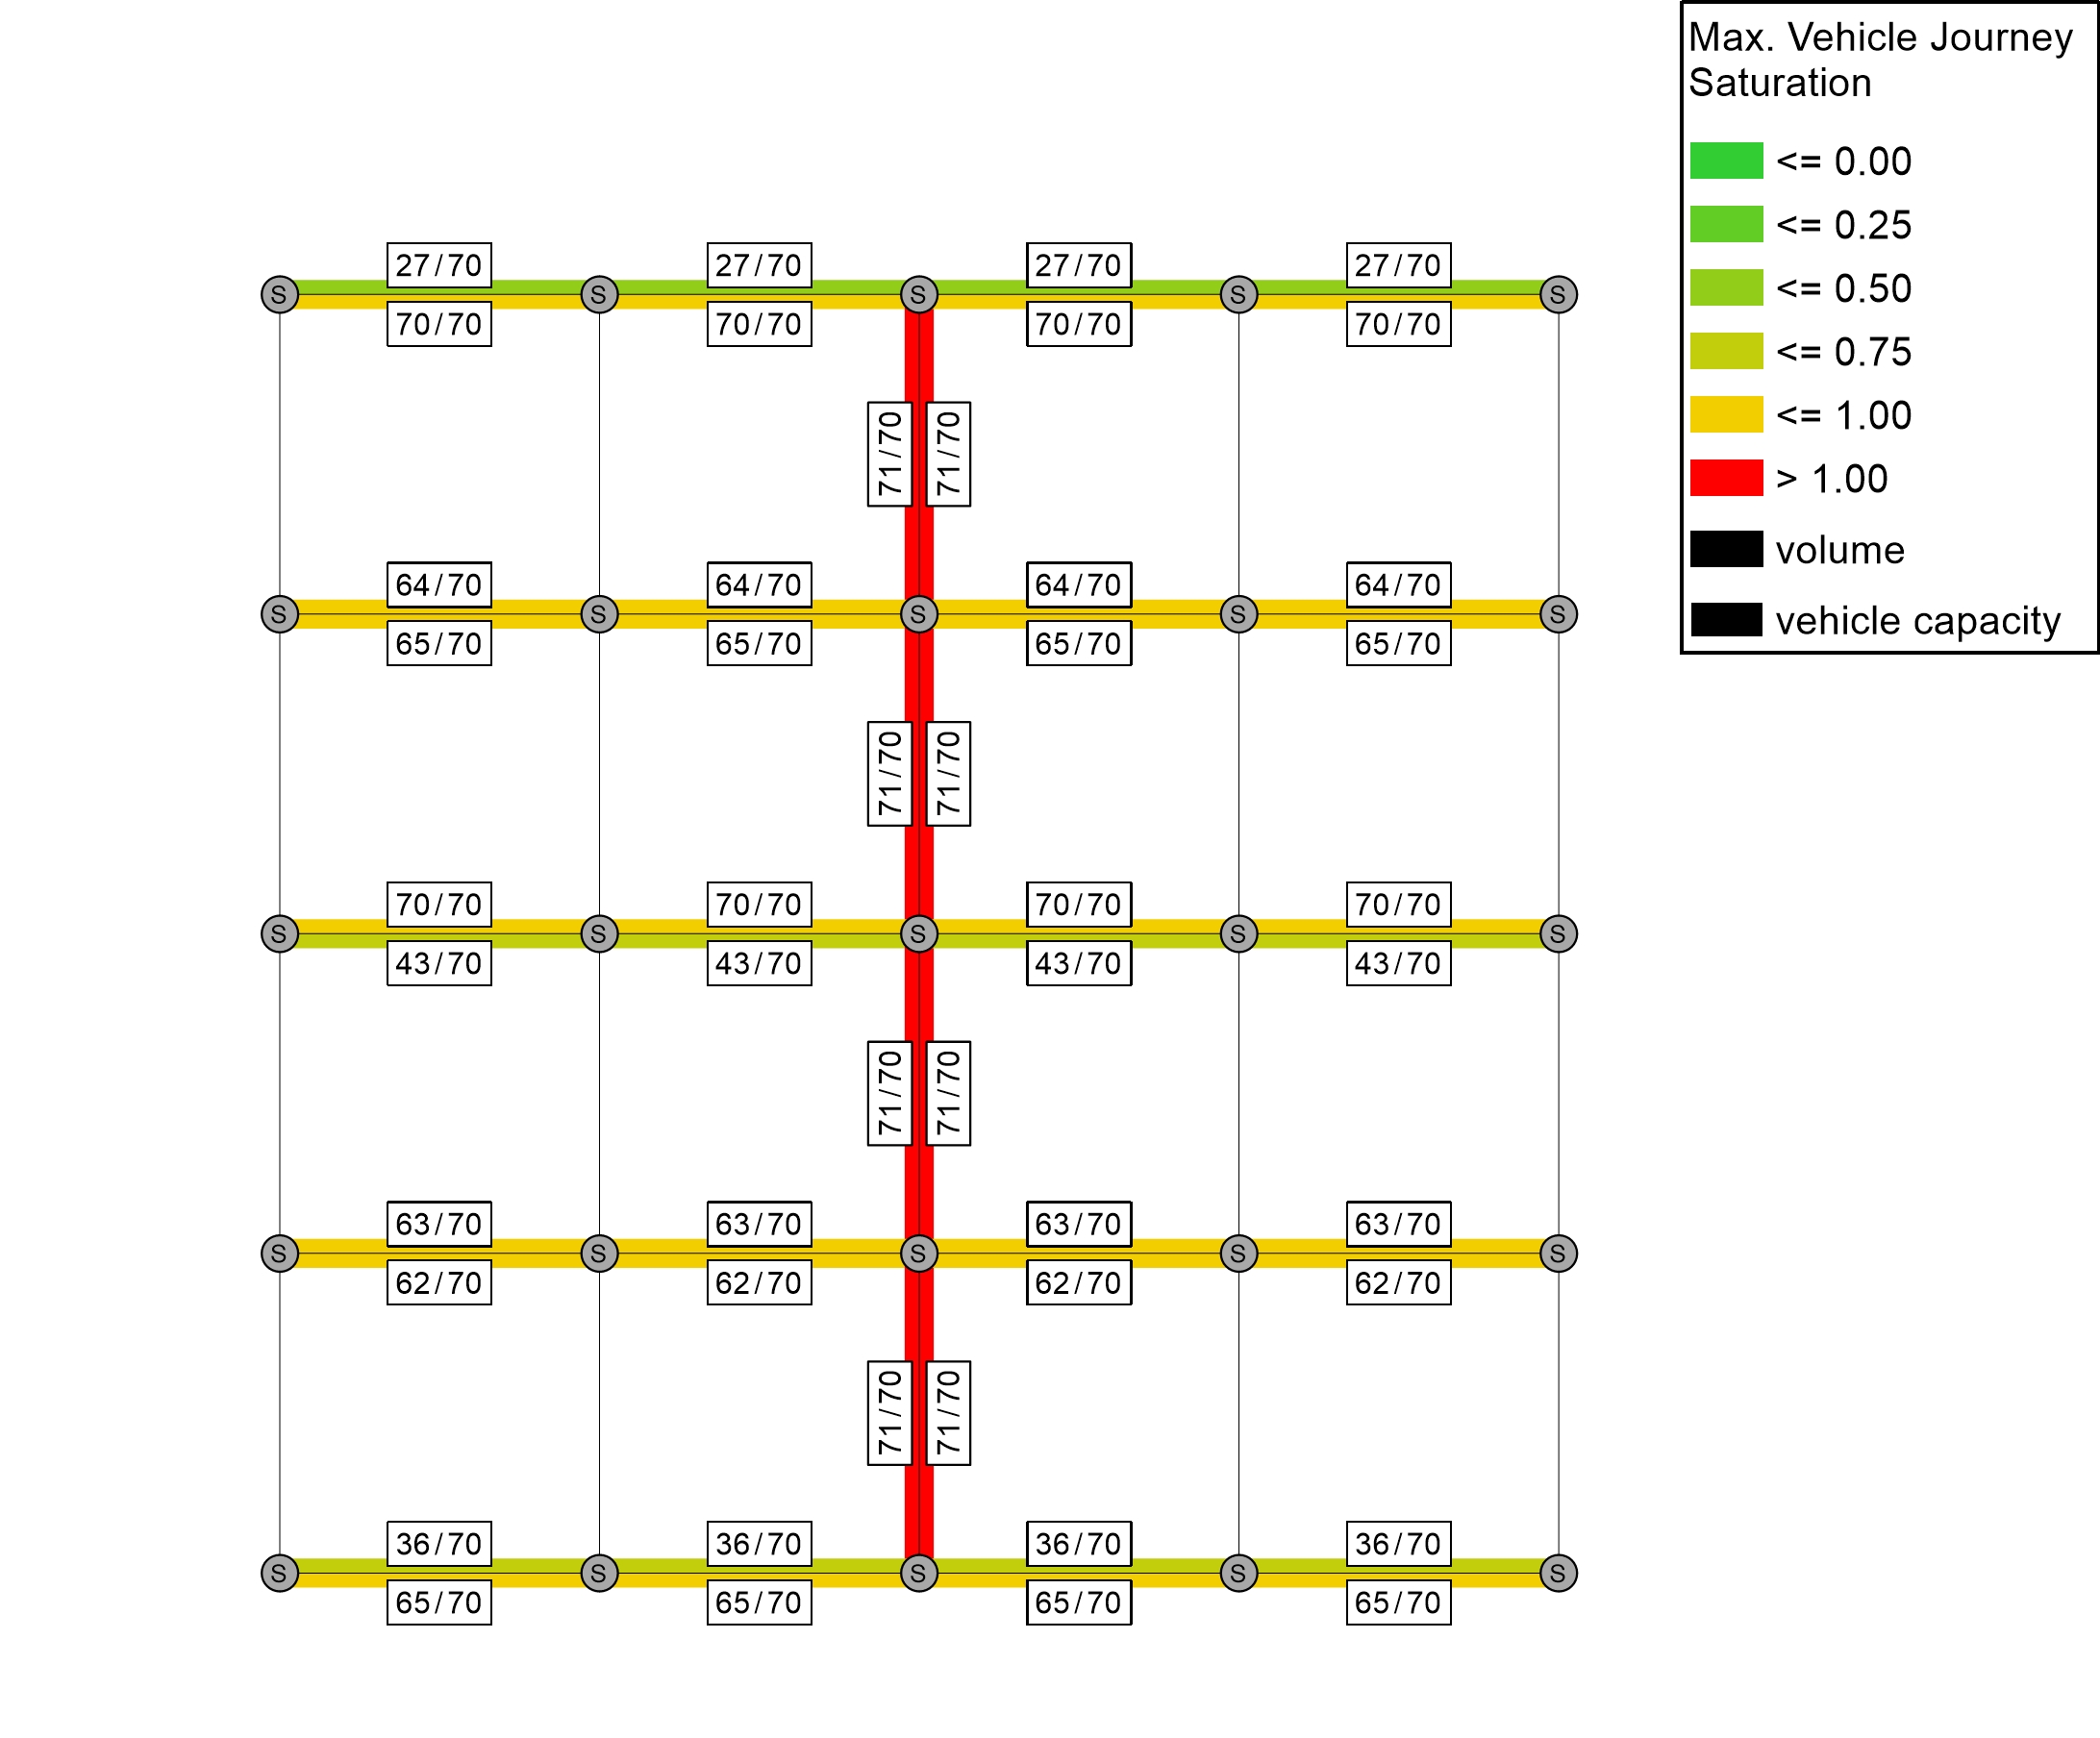 Max. Vehicle Journey
Saturation
<= 0.00
<= 0.25
<= 0.50
<= 0.75
<= 1.00
> 1.00
volume
vehicle capacity
27/70 27/70 27/70 27/70
S S S S S
70/70 70/70 70/70 70/70
71/70 71/70
64/70 64/70 64/70 64/70
S S S S S
65/70 65/70 65/70 65/70
71/70 71/70
70/70 70/70 70/70 70/70
S S S S S
43/70 43/70 43/70 43/70
71/70 71/70
63/70 63/70 63/70 63/70
S S S S S
62/70 62/70 62/70 62/70
71/70 71/70
36/70 36/70 36/70 36/70
S S S S S
65/70 65/70 65/70 65/70